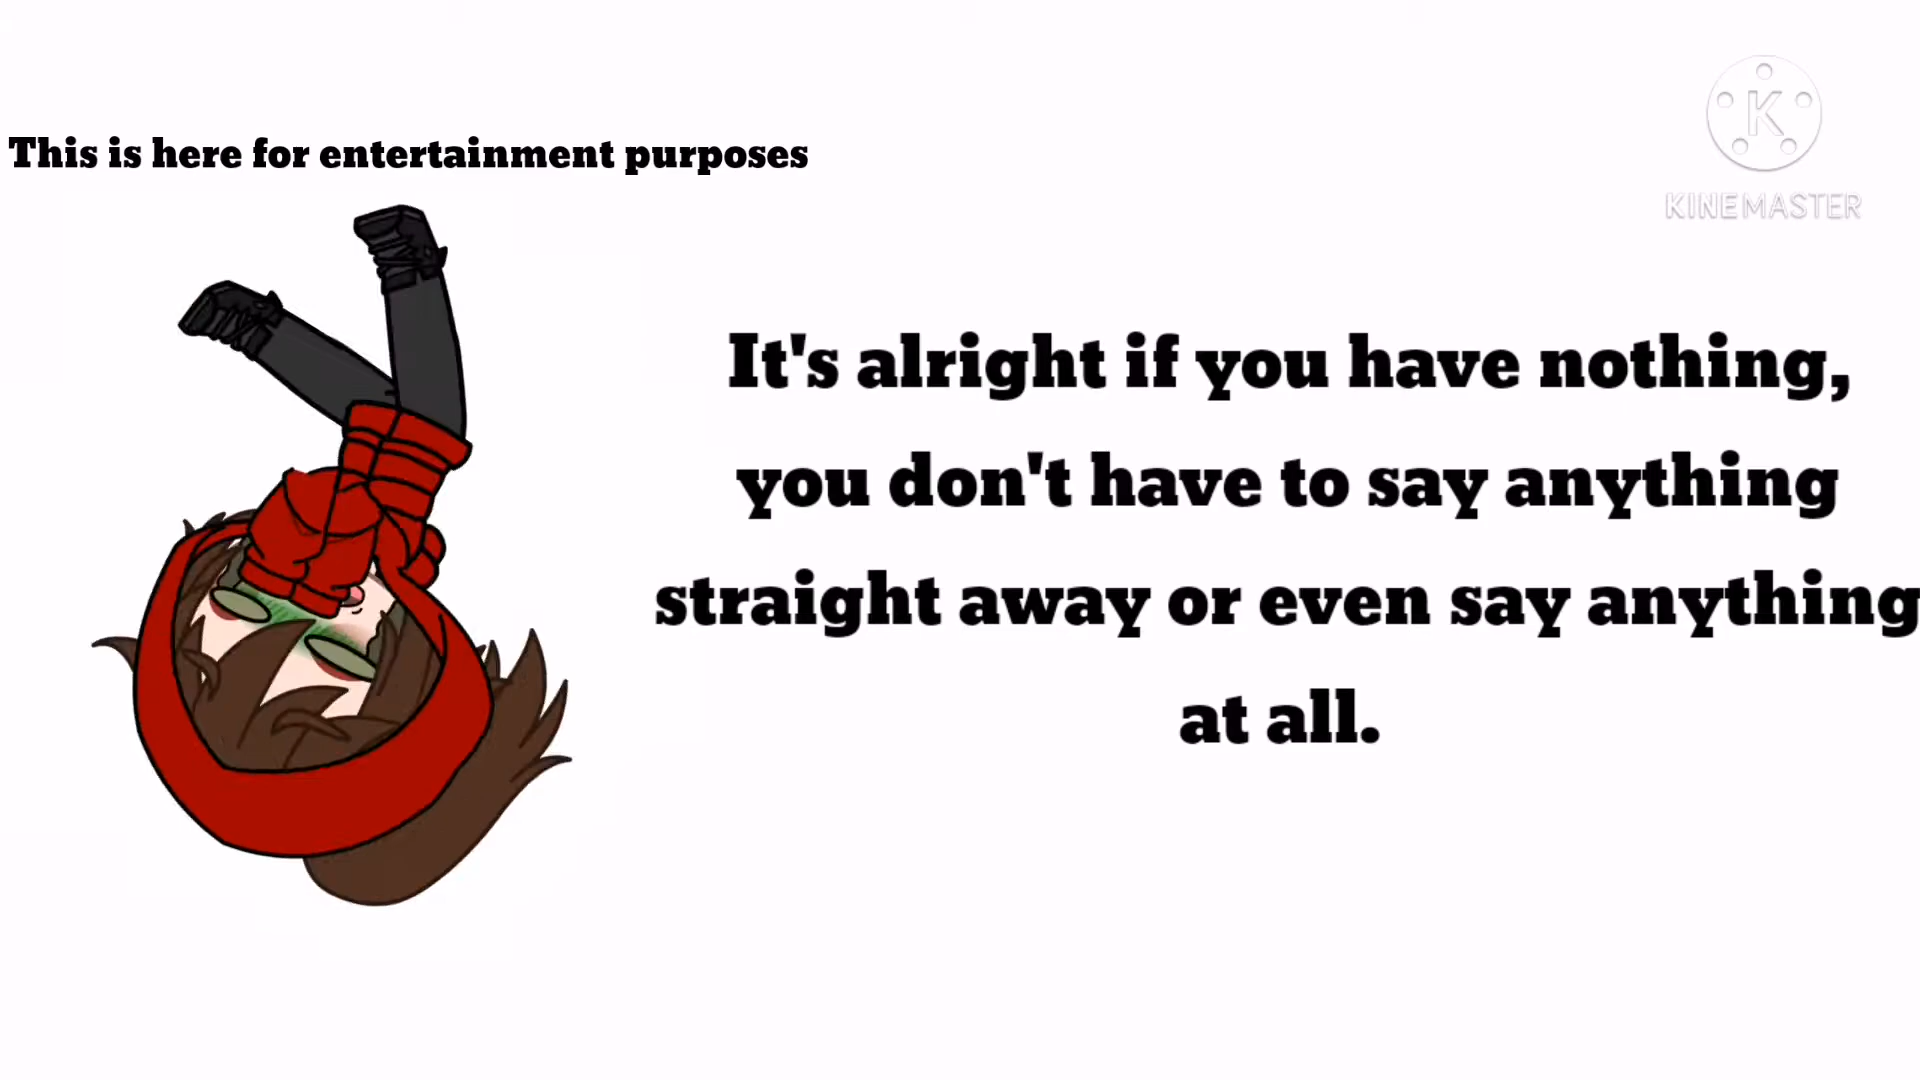 This is here for entertainment purposes
K
KINEMASTER
It's alright if you have nothing,
you don't have to say anything
straight away or even say anything
at all.